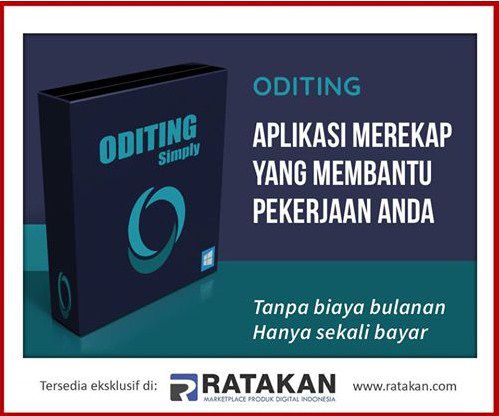 ODITING
Simply
ODITING
APLIKASI MEREKAP
YANG MEMBANTU
PEKERJAAN ANDA
Tanpa biaya bulanan
Hanya sekali bayar
Tersedia eksklusif di:
RATAKAN
MARKETPLACE PRODUK DIGITAL INDONESIA
www.ratakan.com